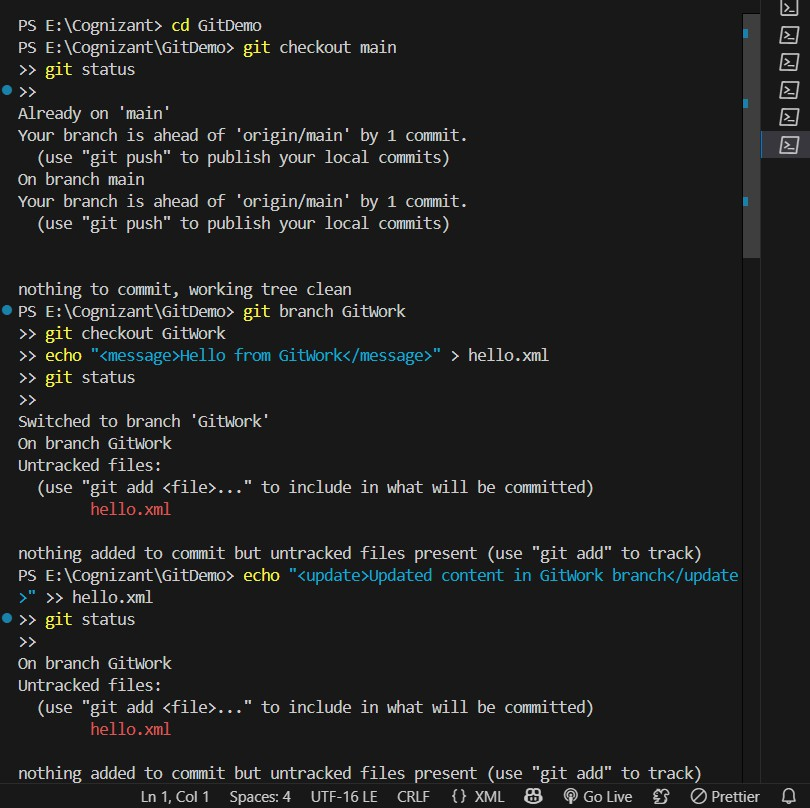 PS E:\Cognizant> cd GitDemo
PS E:\Cognizant\GitDemo> git checkout main
>> git status
>>
Already on 'main'
Your branch is ahead of 'origin/main' by 1 commit.
  (use "git push" to publish your local commits)
On branch main
Your branch is ahead of 'origin/main' by 1 commit.
  (use "git push" to publish your local commits)
nothing to commit, working tree clean
PS E:\Cognizant\GitDemo> git branch GitWork
>> git checkout GitWork
>> echo "<message>Hello from GitWork</message>" > hello.xml
>> git status
>>
Switched to branch 'GitWork'
On branch GitWork
Untracked files:
  (use "git add <file>..." to include in what will be committed)
        hello.xml
nothing added to commit but untracked files present (use "git add" to track)
PS E:\Cognizant\GitDemo> echo "<update>Updated content in GitWork branch</update
>" >> hello.xml
>> git status
>>
On branch GitWork
Untracked files:
  (use "git add <file>..." to include in what will be committed)
        hello.xml
nothing added to commit but untracked files present (use "git add" to track)
Ln 1, Col 1 Spaces: 4 UTF-16 LE CRLF {} XML Go Live Prettier